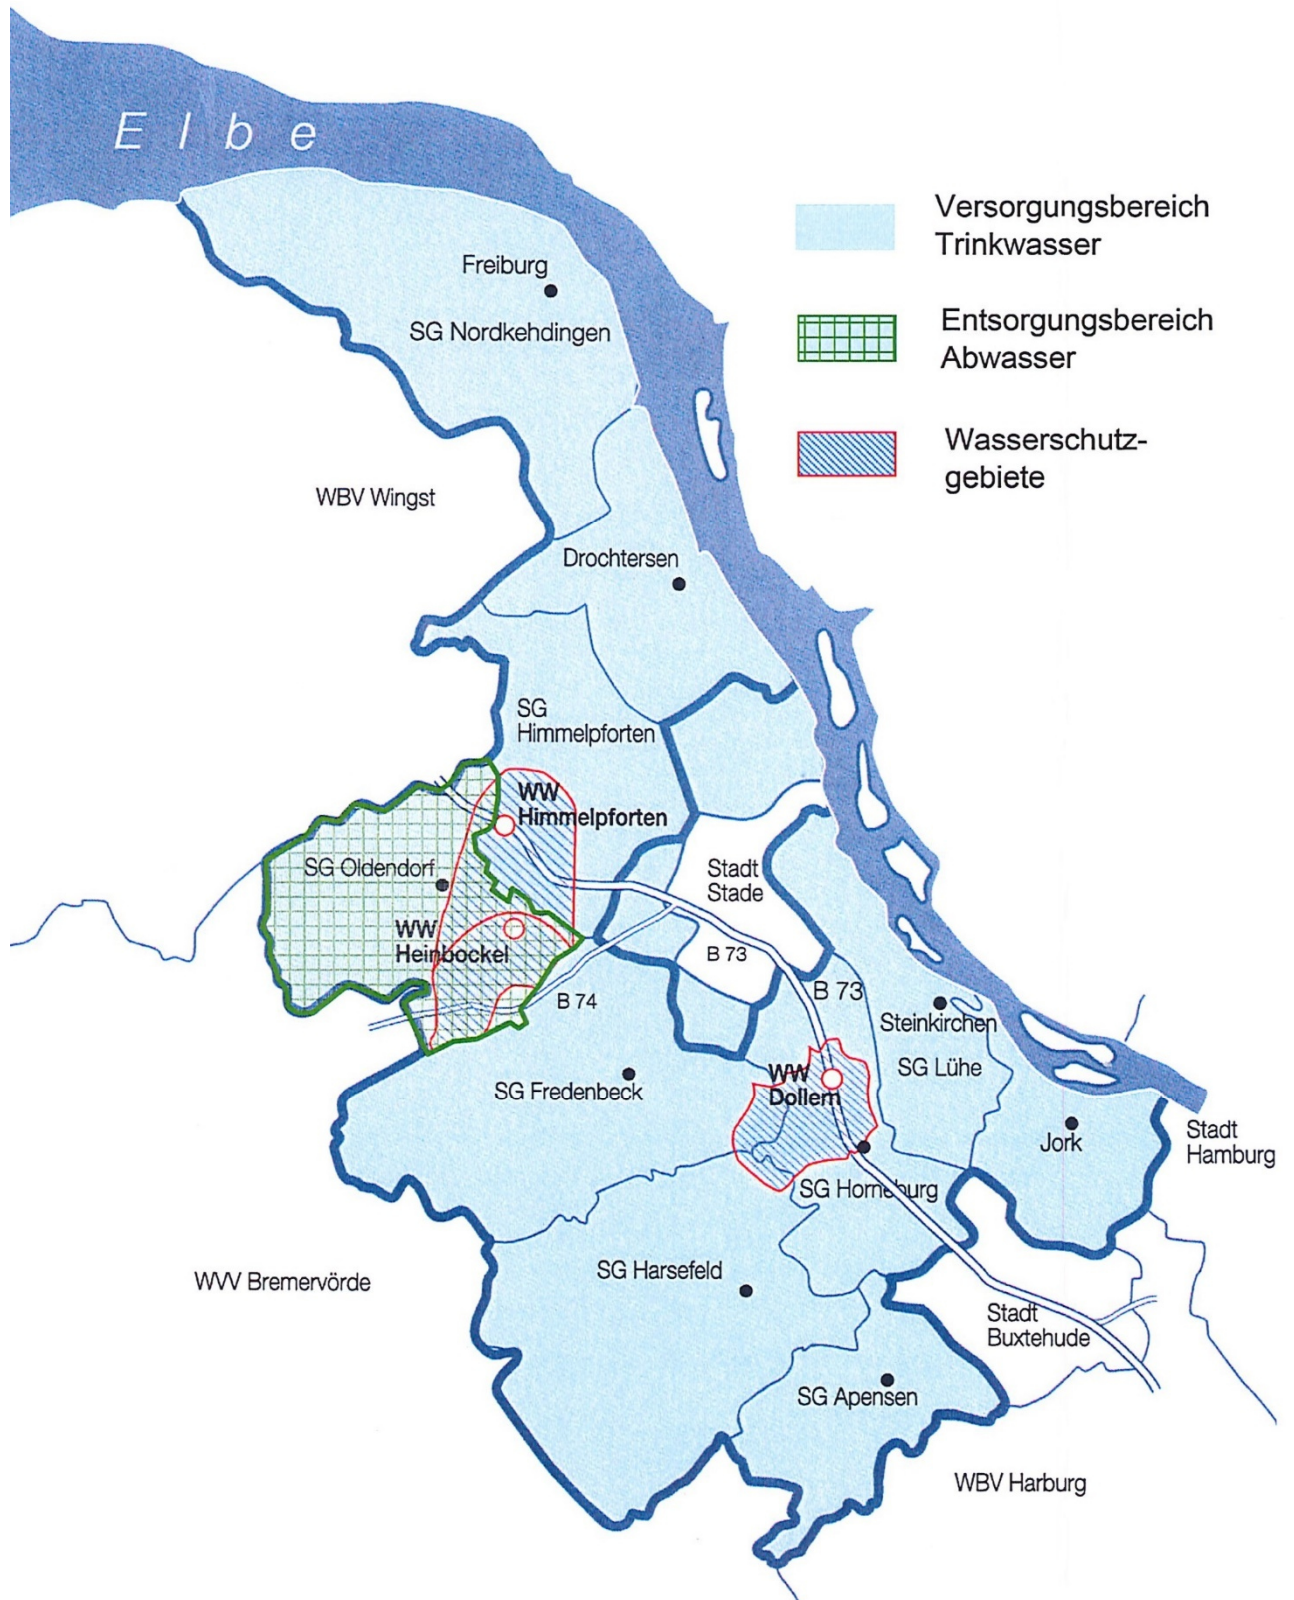 Elbe
Versorgungsbereich
Trinkwasser
Freiburg
SG Nordkehdingen
Entsorgungsbereich
Abwasser
Wasserschutz-
gebiete
WBV Wingst
Drochtersen
SG
Himmelpforten
WW
Himmelpforten
SG Oldendorf
Stadt
Stade
WW
Heinbockel
B 73
B 74
B 73
Steinkirchen
SG Lühe
SG Fredenbeck
WW
Dollern
Jork
Stadt
Hamburg
SG Horneburg
WVV Bremervörde
SG Harsefeld
Stadt
Buxtehude
SG Apensen
WBV Harburg